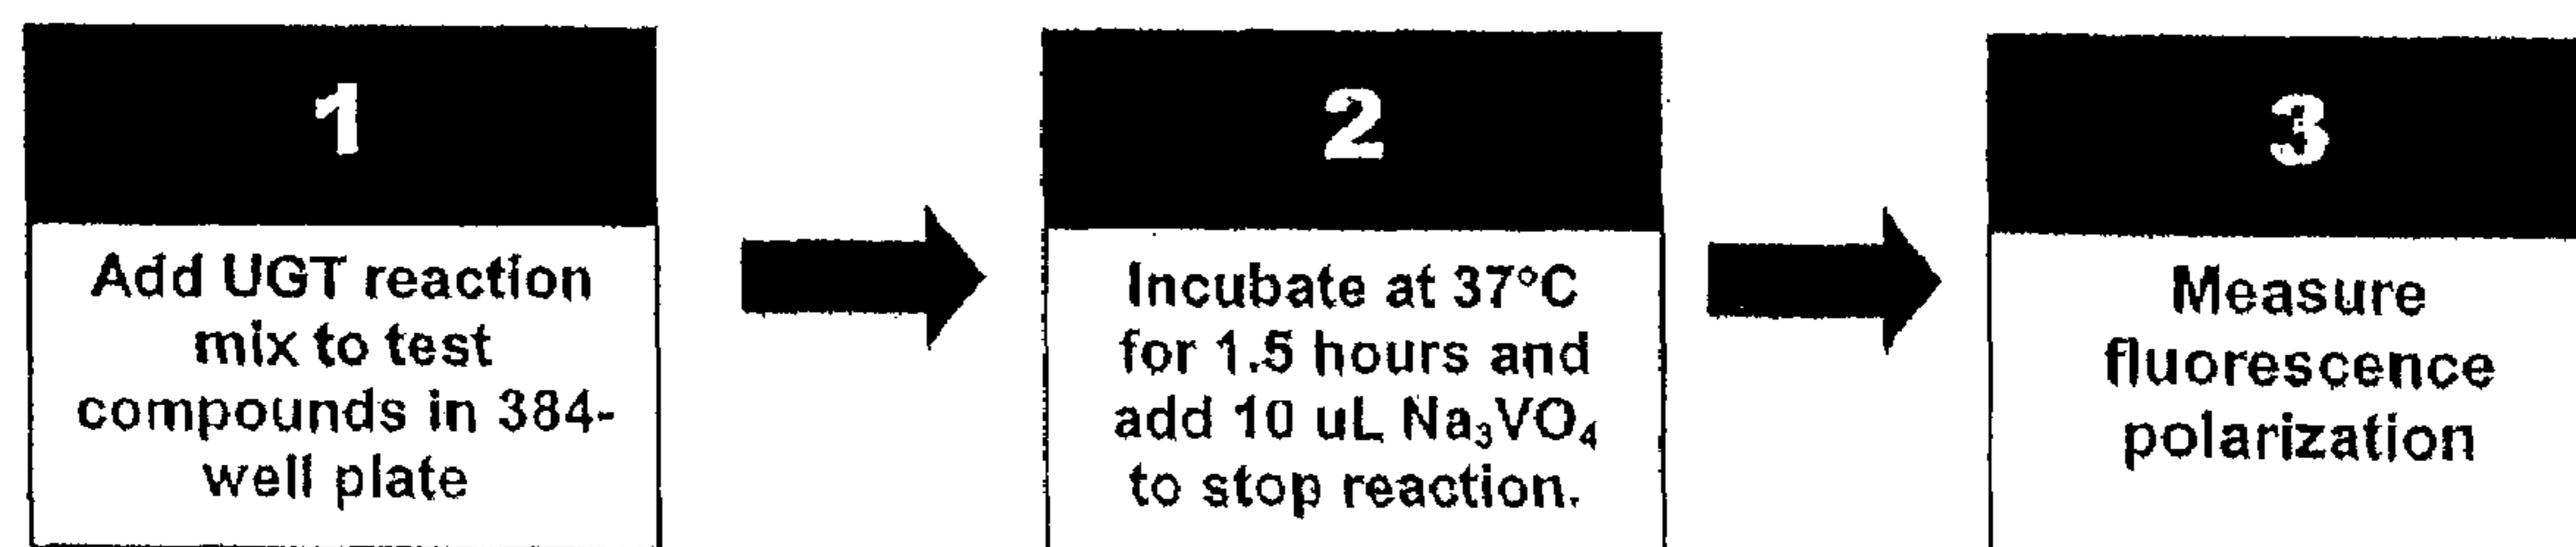 1
Add UGT reaction
mix to test
compounds in 384-
well plate
2
Incubate at 37°C
for 1.5 hours and
add 10 uL Na₃VO₄
to stop reaction.
3
Measure
fluorescence
polarization